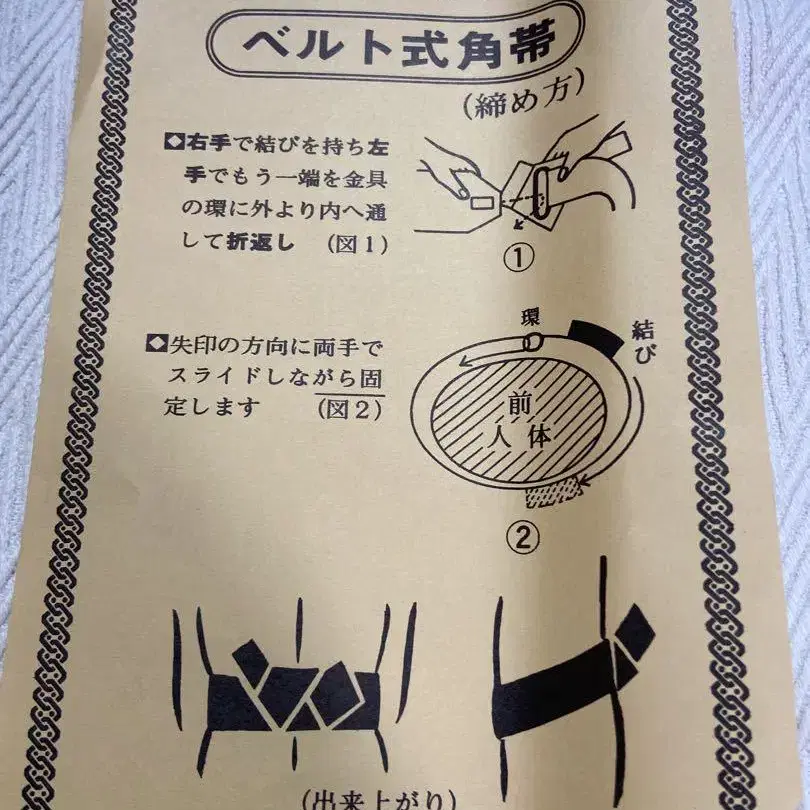 ベルト式角帯
(締め方)
◆右手で結びを持ち左
手でもう一端を金具
の環に外より内へ通
して折返し (図1)
①
◆矢印の方向に両手で
スライドしながら固
定します (図2)
環
結び
前
人体
②
(出来上がり)